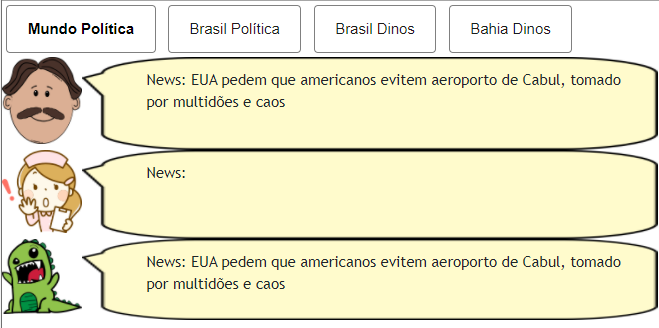 Mundo Política
Brasil Política
Brasil Dinos
Bahia Dinos
News: EUA pedem que americanos evitem aeroporto de Cabul, tomado
por multidões e caos
News:
News: EUA pedem que americanos evitem aeroporto de Cabul, tomado
por multidões e caos